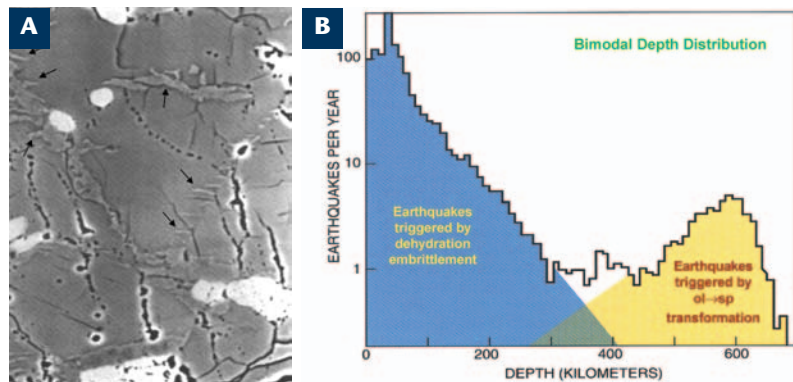 A
B
Bimodal Depth Distribution
EARTHQUAKES PER YEAR
100
10
1
Earthquakes
triggered by
dehydration
embrittlement
Earthquakes
triggered by
ol→sp
transformation
0
200
400
600
DEPTH (KILOMETERS)